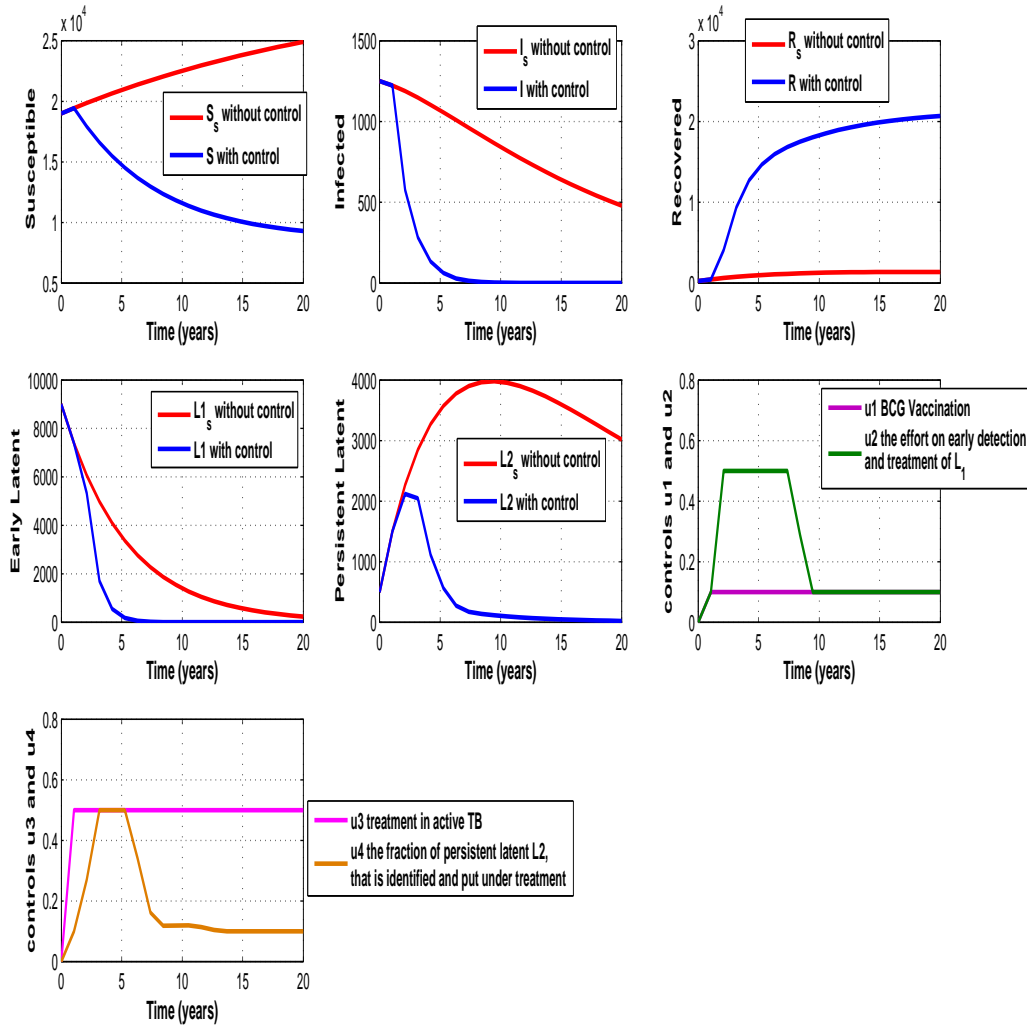 x 10^4
2.5
2
1.5
1
0.5
0 5 10 15 20
Susceptible
Time (years)
S_s without control
S with control
1500
1000
500
0
0 5 10 15 20
Infected
Time (years)
I_s without control
I with control
x 10^4
3
2
1
0
0 5 10 15 20
Recovered
Time (years)
R_s without control
R with control
10000
8000
6000
4000
2000
0
0 5 10 15 20
Early Latent
Time (years)
L1_s without control
L1 with control
4000
3000
2000
1000
0
0 5 10 15 20
Persistent Latent
Time (years)
L2_s without control
L2 with control
0.8
0.6
0.4
0.2
0
0 5 10 15 20
controls u1 and u2
Time (years)
u1 BCG Vaccination
u2 the effort on early detection
and treatment of L_1
0.8
0.6
0.4
0.2
0
0 5 10 15 20
controls u3 and u4
Time (years)
u3 treatment in active TB
u4 the fraction of persistent latent L2,
that is identified and put under treatment